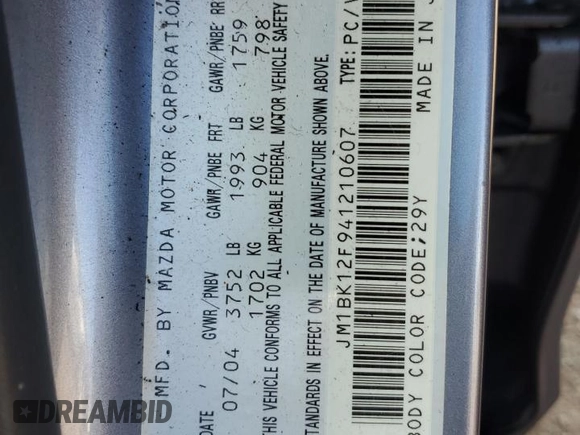 MFD. BY MAZDA MOTOR CORPORATION
DATE GVWR/PNBV GAWR/PNBE FRT GAWR/PNBE RR
07/04 3752 LB 1993 LB 1759
1702 KG 904 KG 798
THIS VEHICLE CONFORMS TO ALL APPLICABLE FEDERAL MOTOR VEHICLE SAFETY
STANDARDS IN EFFECT ON THE DATE OF MANUFACTURE SHOWN ABOVE.
JM1BK12F941210607 TYPE:PC/
BODY COLOR CODE;29Y MADE IN
DREAMBID